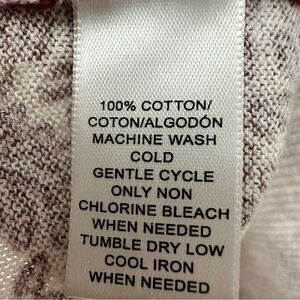 100% COTTON/
COTON/ALGODÓN
MACHINE WASH
COLD
GENTLE CYCLE
ONLY NON
CHLORINE BLEACH
WHEN NEEDED
TUMBLE DRY LOW
COOL IRON
WHEN NEEDED